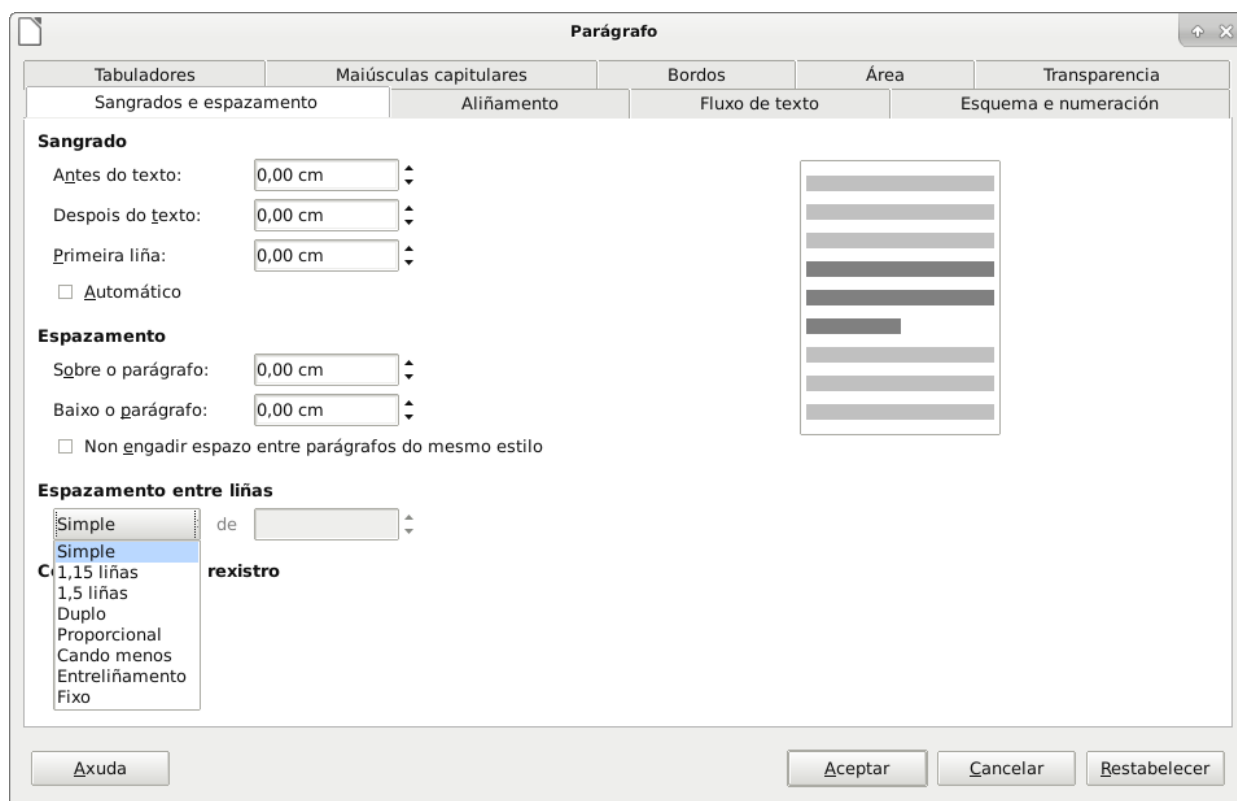 Parágrafo
Tabuladores Maiúsculas capitulares Bordos Área Transparencia
Sangrados e espazamento Aliñamento Fluxo de texto Esquema e numeración
Sangrado
Antes do texto: 0,00 cm
Despois do texto: 0,00 cm
Primeira liña: 0,00 cm
Automático
Espazamento
Sobre o parágrafo: 0,00 cm
Baixo o parágrafo: 0,00 cm
Non engadir espazo entre parágrafos do mesmo estilo
Espazamento entre liñas
Simple de
Simple
rexistro
1,15 liñas
1,5 liñas
Duplo
Proporcional
Cando menos
Entreliñamento
Fixo
Axuda Aceptar Cancelar Restabelecer